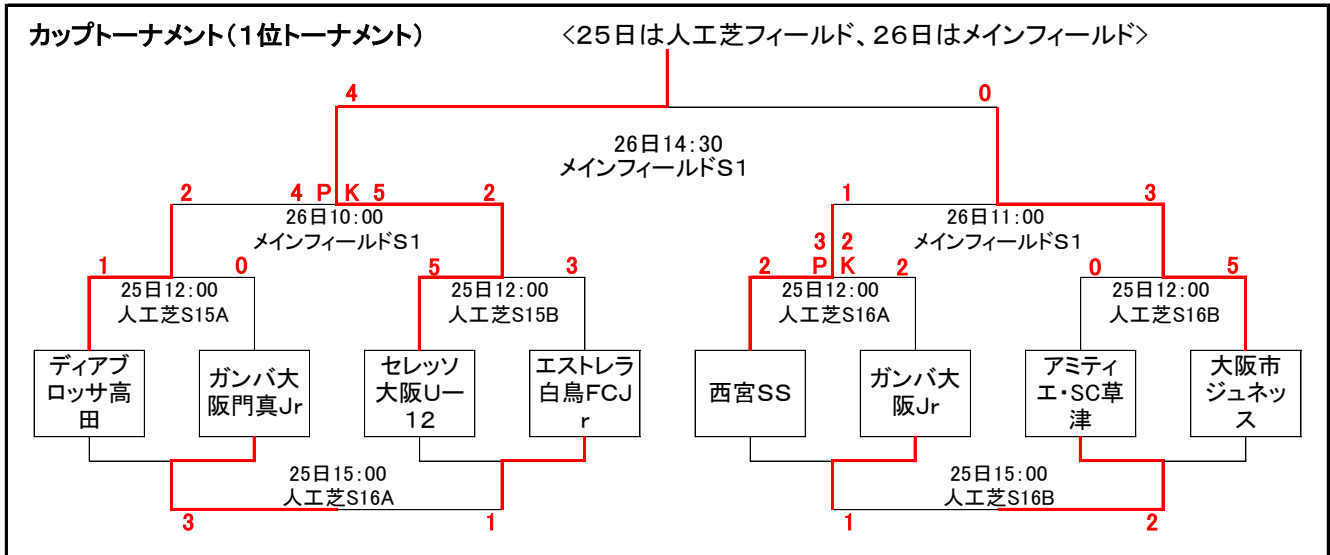 カップトーナメント（１位トーナメント）　＜２５日は人工芝フィールド、２６日はメインフィールド＞
4 0
26日14：30
メインフィールドＳ１
2 4 Ｐ Ｋ 5 2 1 3
26日10：00 26日11：00
メインフィールドＳ１ メインフィールドＳ１
3 2
1 0 5 3 2 Ｐ Ｋ 2 0 5
25日12：00 25日12：00 25日12：00 25日12：00
人工芝S15A 人工芝S15B 人工芝S16A 人工芝S16B
ディアブ
ロッサ高
田
ガンバ大
阪門真Jr
セレッソ
大阪Ｕー
12
エストレラ
白鳥FCJ
r
西宮ＳＳ
ガンバ大
阪Jr
アミティ
エ・SC草
津
大阪市
ジュネッ
ス
25日15：00 25日15：00
人工芝S16A 人工芝S16B
3 1 1 2